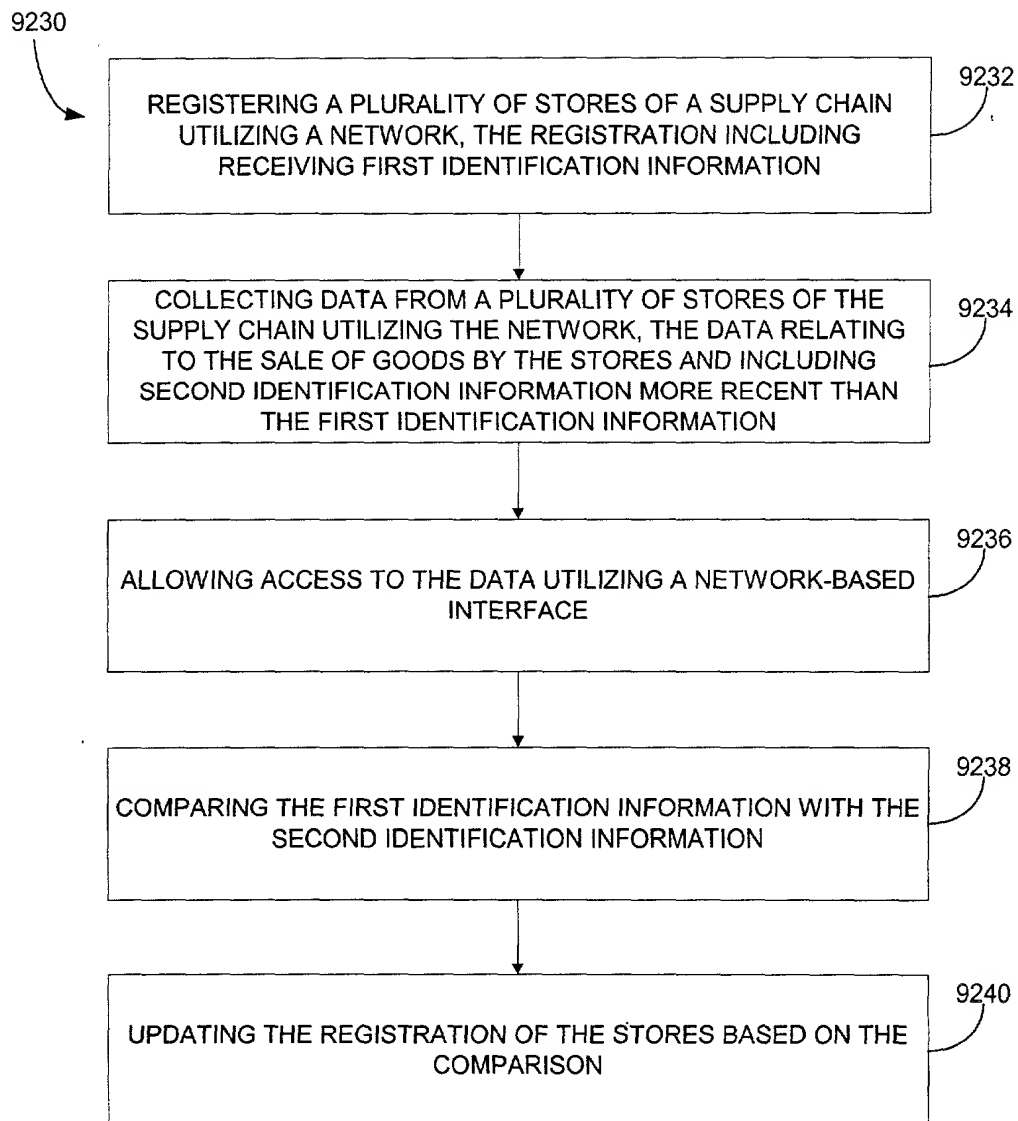 9230
9232
REGISTERING A PLURALITY OF STORES OF A SUPPLY CHAIN
UTILIZING A NETWORK, THE REGISTRATION INCLUDING
RECEIVING FIRST IDENTIFICATION INFORMATION
9234
COLLECTING DATA FROM A PLURALITY OF STORES OF THE
SUPPLY CHAIN UTILIZING THE NETWORK, THE DATA RELATING
TO THE SALE OF GOODS BY THE STORES AND INCLUDING
SECOND IDENTIFICATION INFORMATION MORE RECENT THAN
THE FIRST IDENTIFICATION INFORMATION
9236
ALLOWING ACCESS TO THE DATA UTILIZING A NETWORK-BASED
INTERFACE
9238
COMPARING THE FIRST IDENTIFICATION INFORMATION WITH THE
SECOND IDENTIFICATION INFORMATION
9240
UPDATING THE REGISTRATION OF THE STORES BASED ON THE
COMPARISON